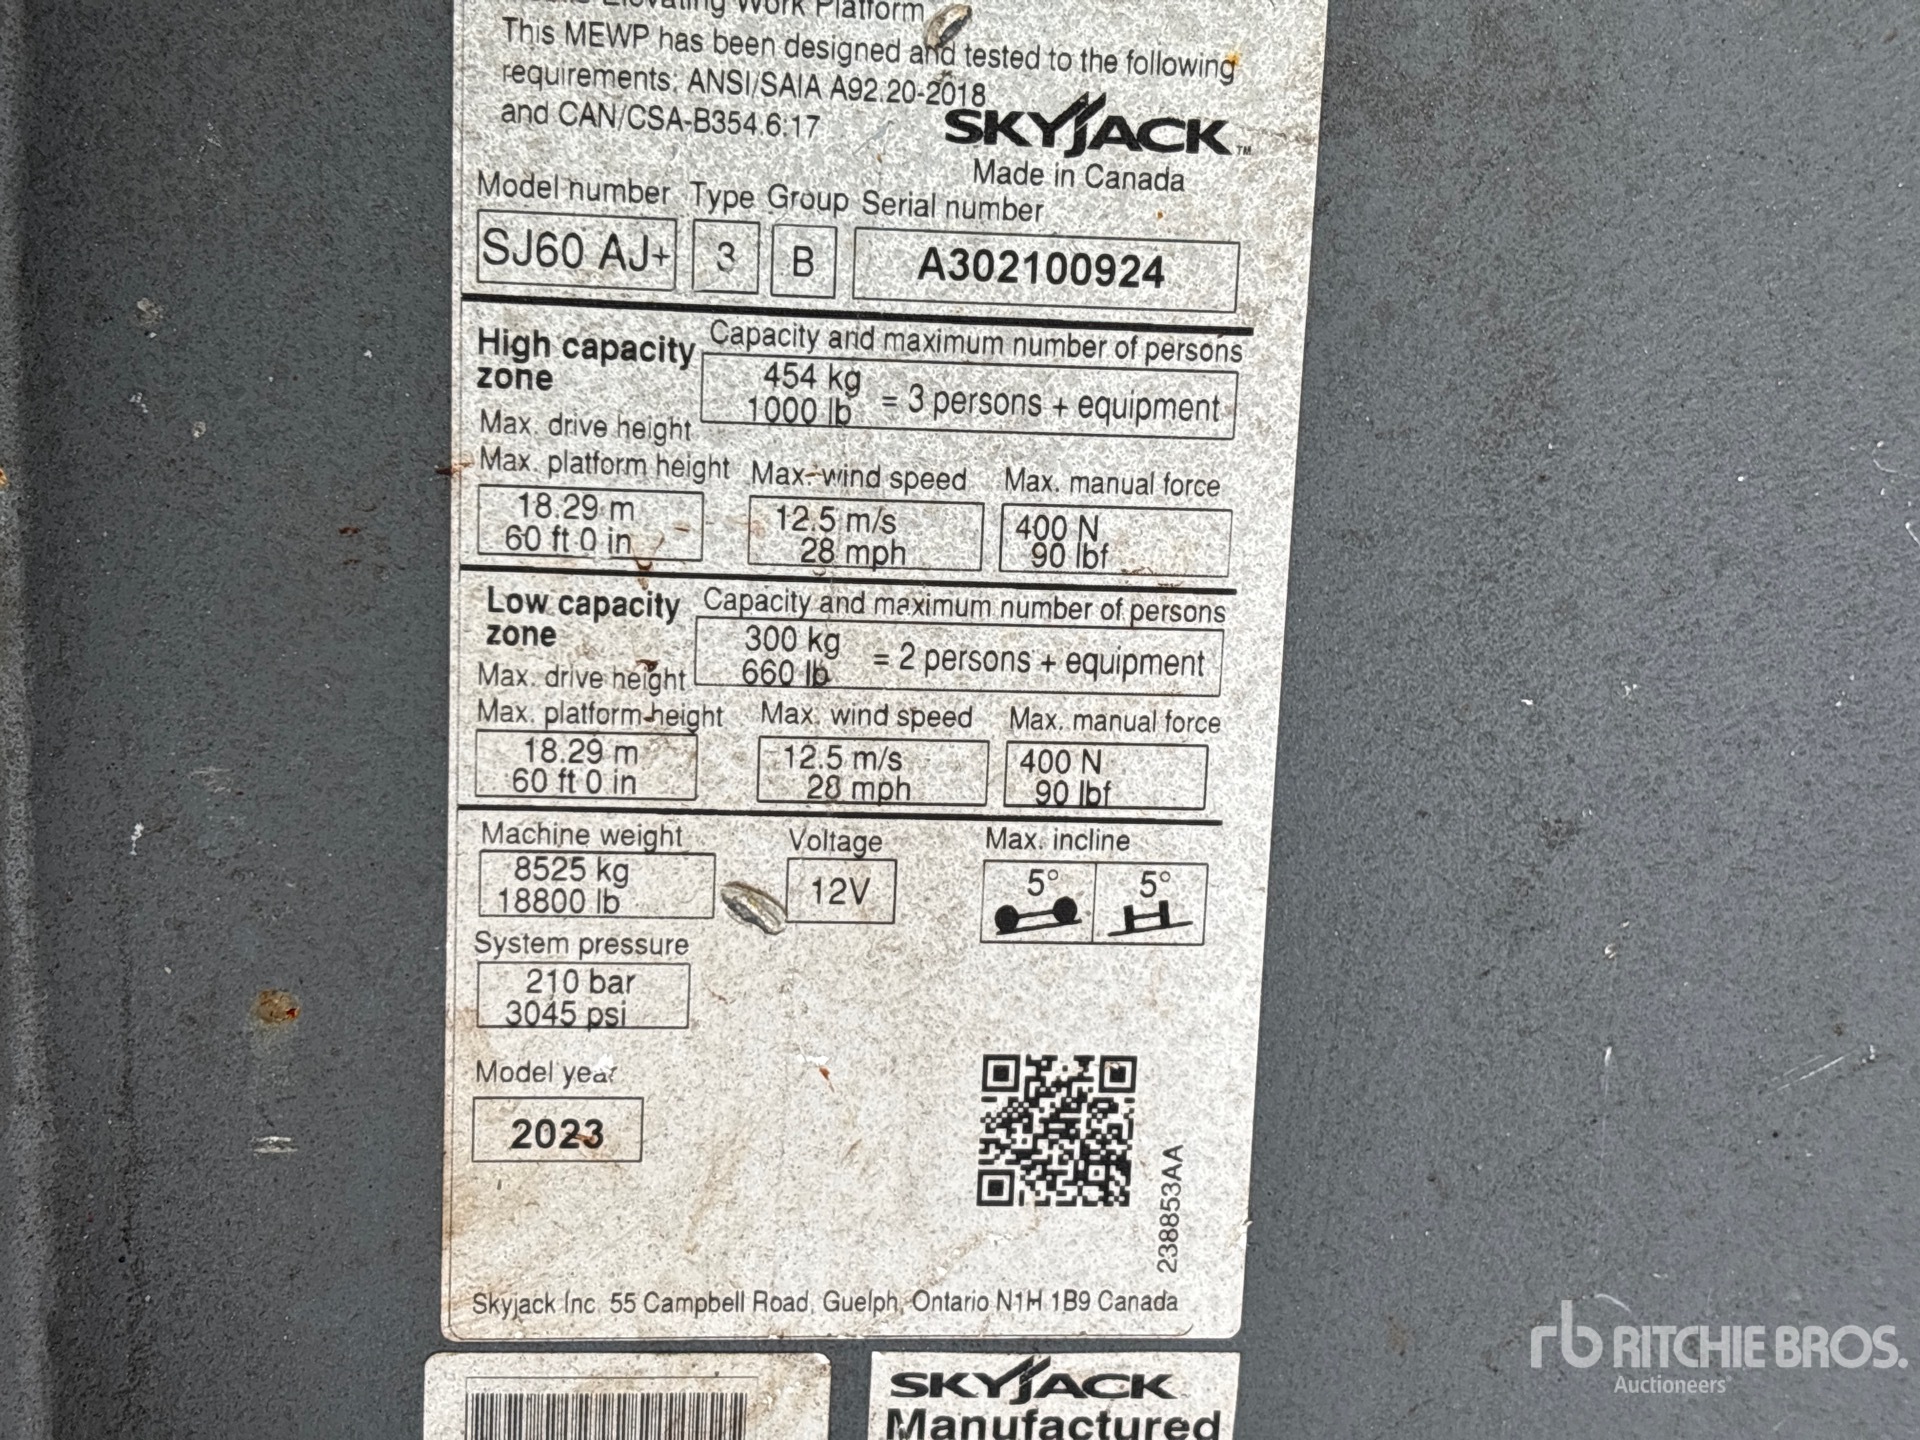 Elevating Work Platform
This MEWP has been designed and tested to the following
requirements: ANSI/SAIA A92.20-2018
and CAN/CSA-B354.6:17
SKYJACK™
Made in Canada
Model number Type Group Serial number
SJ60 AJ+ 3 B A302100924
High capacity
zone
Capacity and maximum number of persons
454 kg
1000 lb
= 3 persons + equipment
Max. drive height
Max. platform height Max. wind speed Max. manual force
18.29 m 12.5 m/s 400 N
60 ft 0 in 28 mph 90 lbf
Low capacity
zone
Capacity and maximum number of persons
300 kg
660 lb
= 2 persons + equipment
Max. drive height
Max. platform height Max. wind speed Max. manual force
18.29 m 12.5 m/s 400 N
60 ft 0 in 28 mph 90 lbf
Machine weight Voltage Max. incline
8525 kg 12V 5° 5°
18800 lb
System pressure
210 bar
3045 psi
Model year
2023
238853AA
Skyjack Inc. 55 Campbell Road, Guelph, Ontario N1H 1B9 Canada
SKYJACK
Manufactured
rb RITCHIE BROS.
Auctioneers